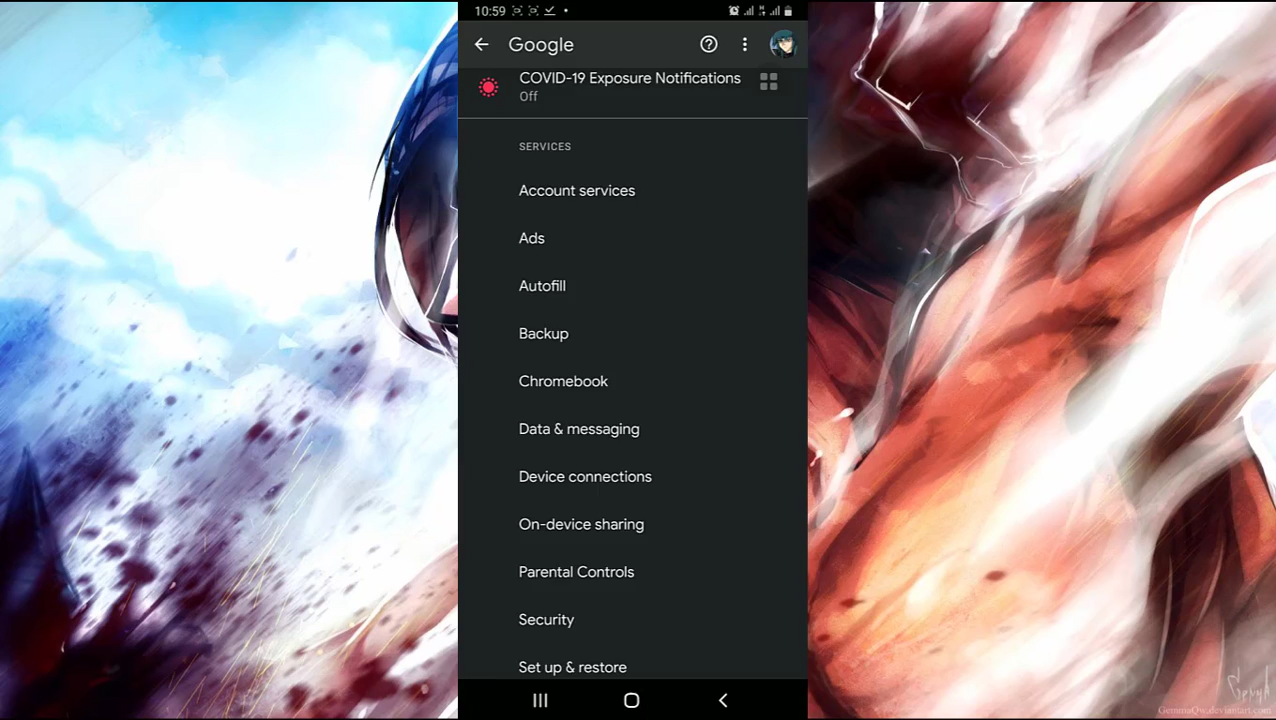 10:59
Google
COVID-19 Exposure Notifications
Off
SERVICES
Account services
Ads
Autofill
Backup
Chromebook
Data & messaging
Device connections
On-device sharing
Parental Controls
Security
Set up & restore